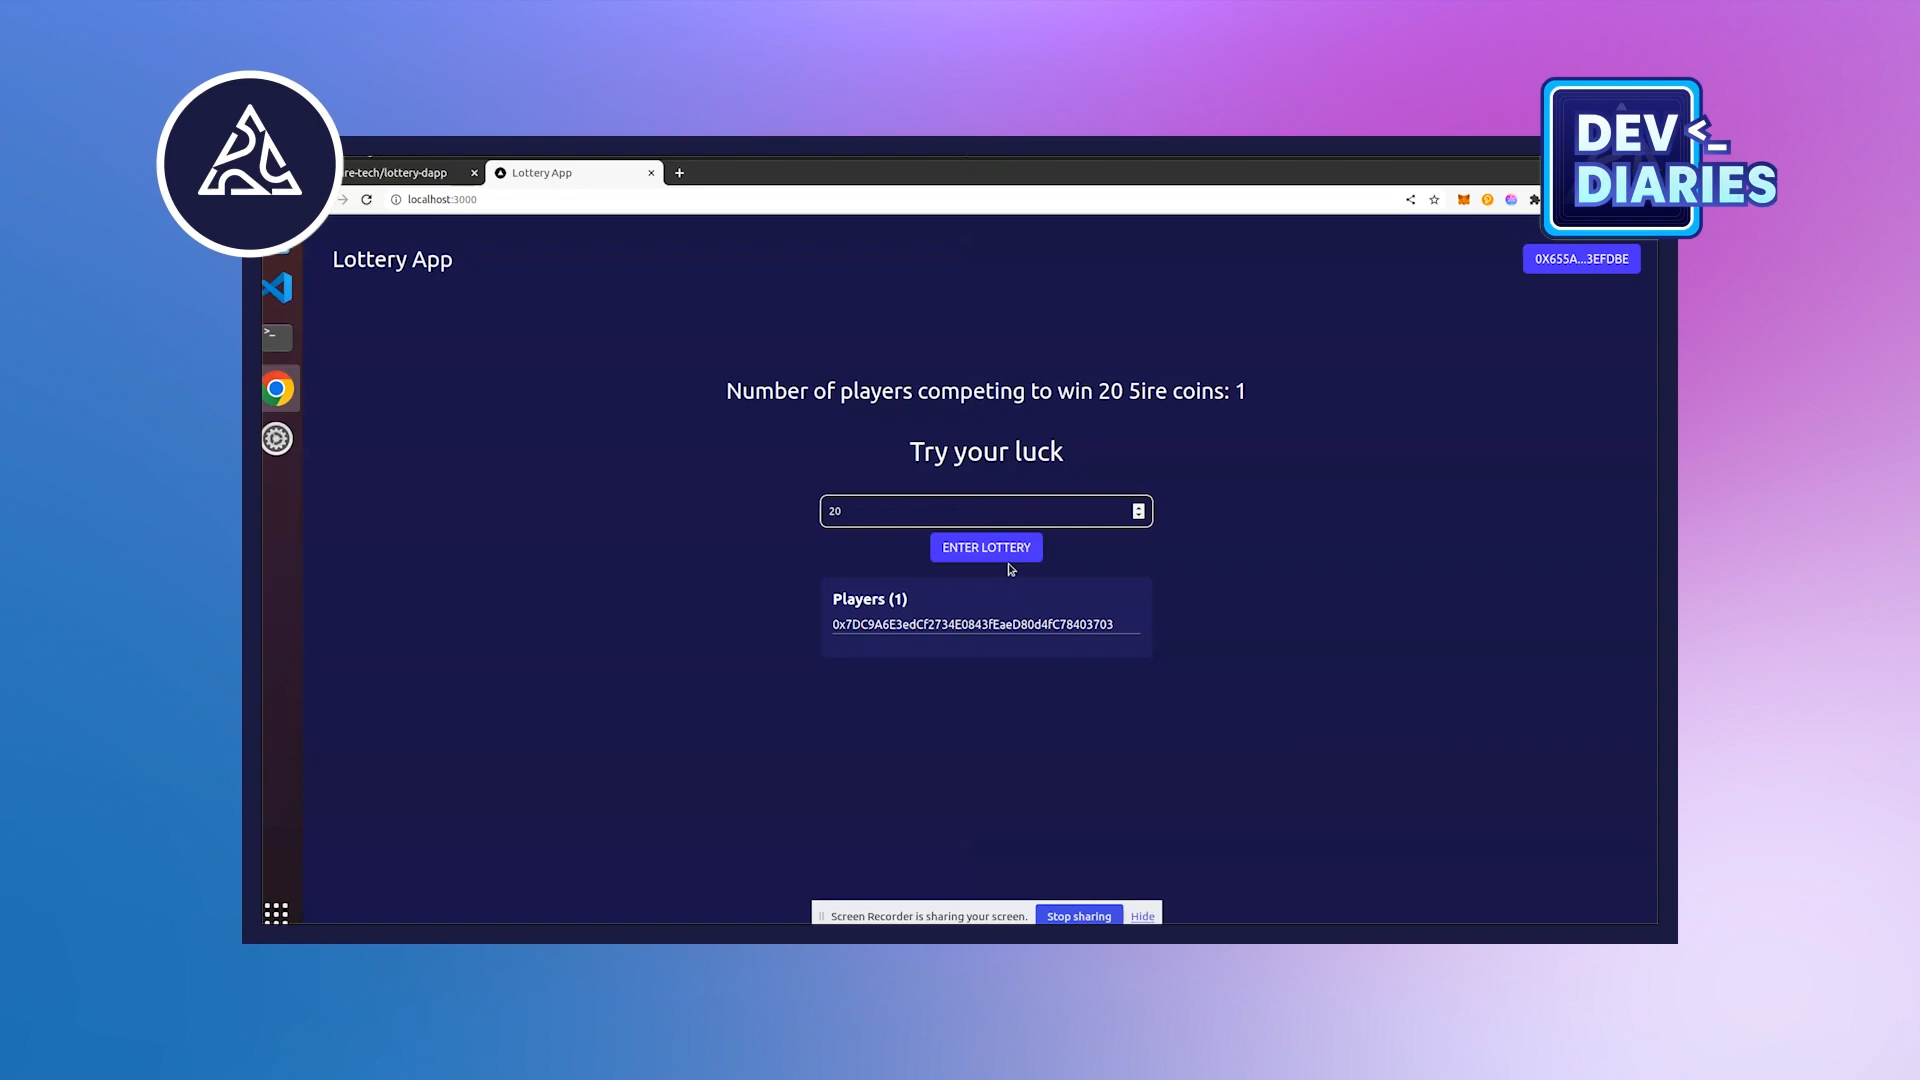 DEV <_
DIARIES
re-tech/lottery-dapp
Lottery App
localhost:3000
Lottery App
0X655A...3EFDBE
Number of players competing to win 20 5ire coins: 1
Try your luck
20
ENTER LOTTERY
Players (1)
0x7DC9A6E3edCf2734E0843fEaeD80d4fC78403703
Screen Recorder is sharing your screen.
Stop sharing
Hide